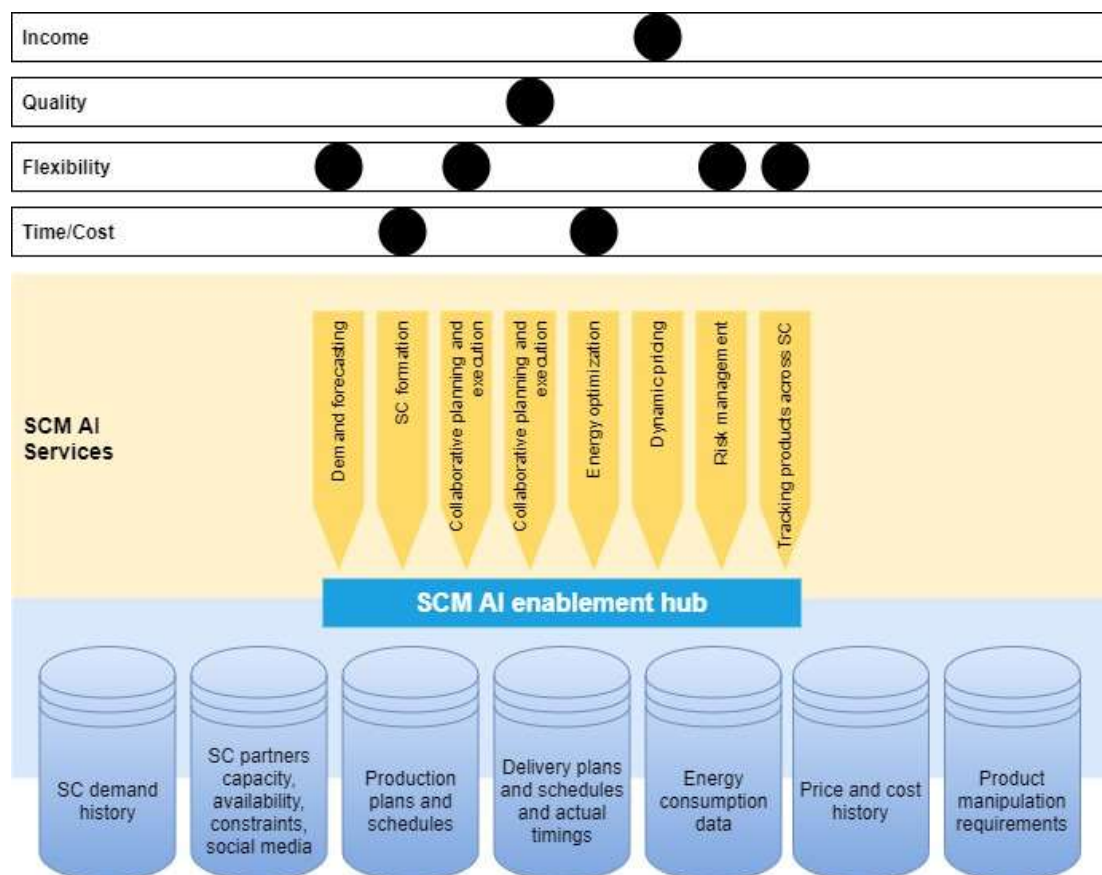 Income
Quality
Flexibility
Time/Cost
SCM AI
Services
Demand forecasting
SC formation
Collaborative planning and
execution
Collaborative planning and
execution
Energy optimization
Dynamic pricing
Risk management
Tracking products across SC
SCM AI enablement hub
SC demand
history
SC partners
capacity,
availability,
constraints,
social media
Production
plans and
schedules
Delivery plans
and schedules
and actual
timings
Energy
consumption
data
Price and cost
history
Product
manipulation
requirements